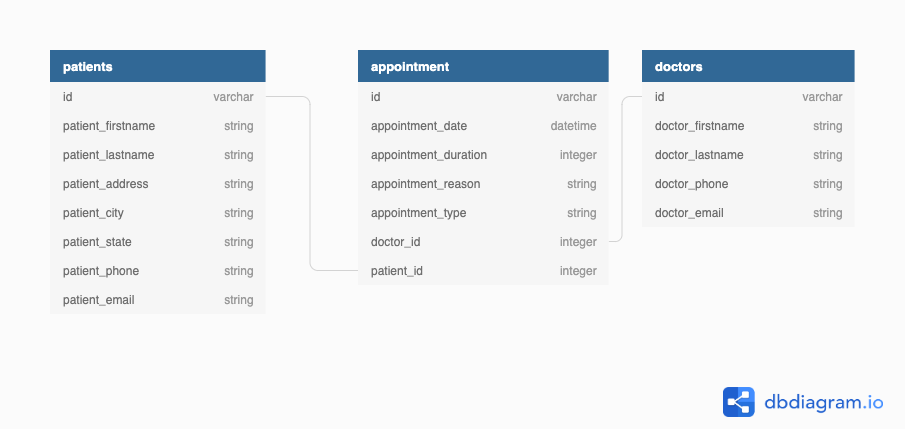 patients
id varchar
patient_firstname string
patient_lastname string
patient_address string
patient_city string
patient_state string
patient_phone string
patient_email string
appointment
id varchar
appointment_date datetime
appointment_duration integer
appointment_reason string
appointment_type string
doctor_id integer
patient_id integer
doctors
id varchar
doctor_firstname string
doctor_lastname string
doctor_phone string
doctor_email string
dbdiagram.io